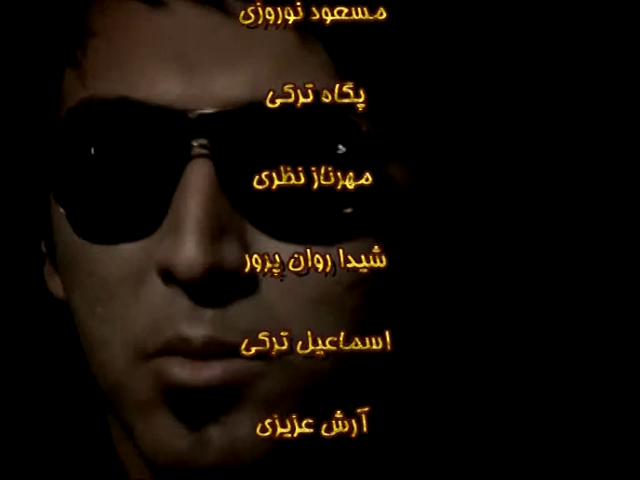 مسعود نوروزی
پگاه ترکی
مهرناز نظری
شیدا روان پرور
اسماعیل ترکی
آرش عزیزی